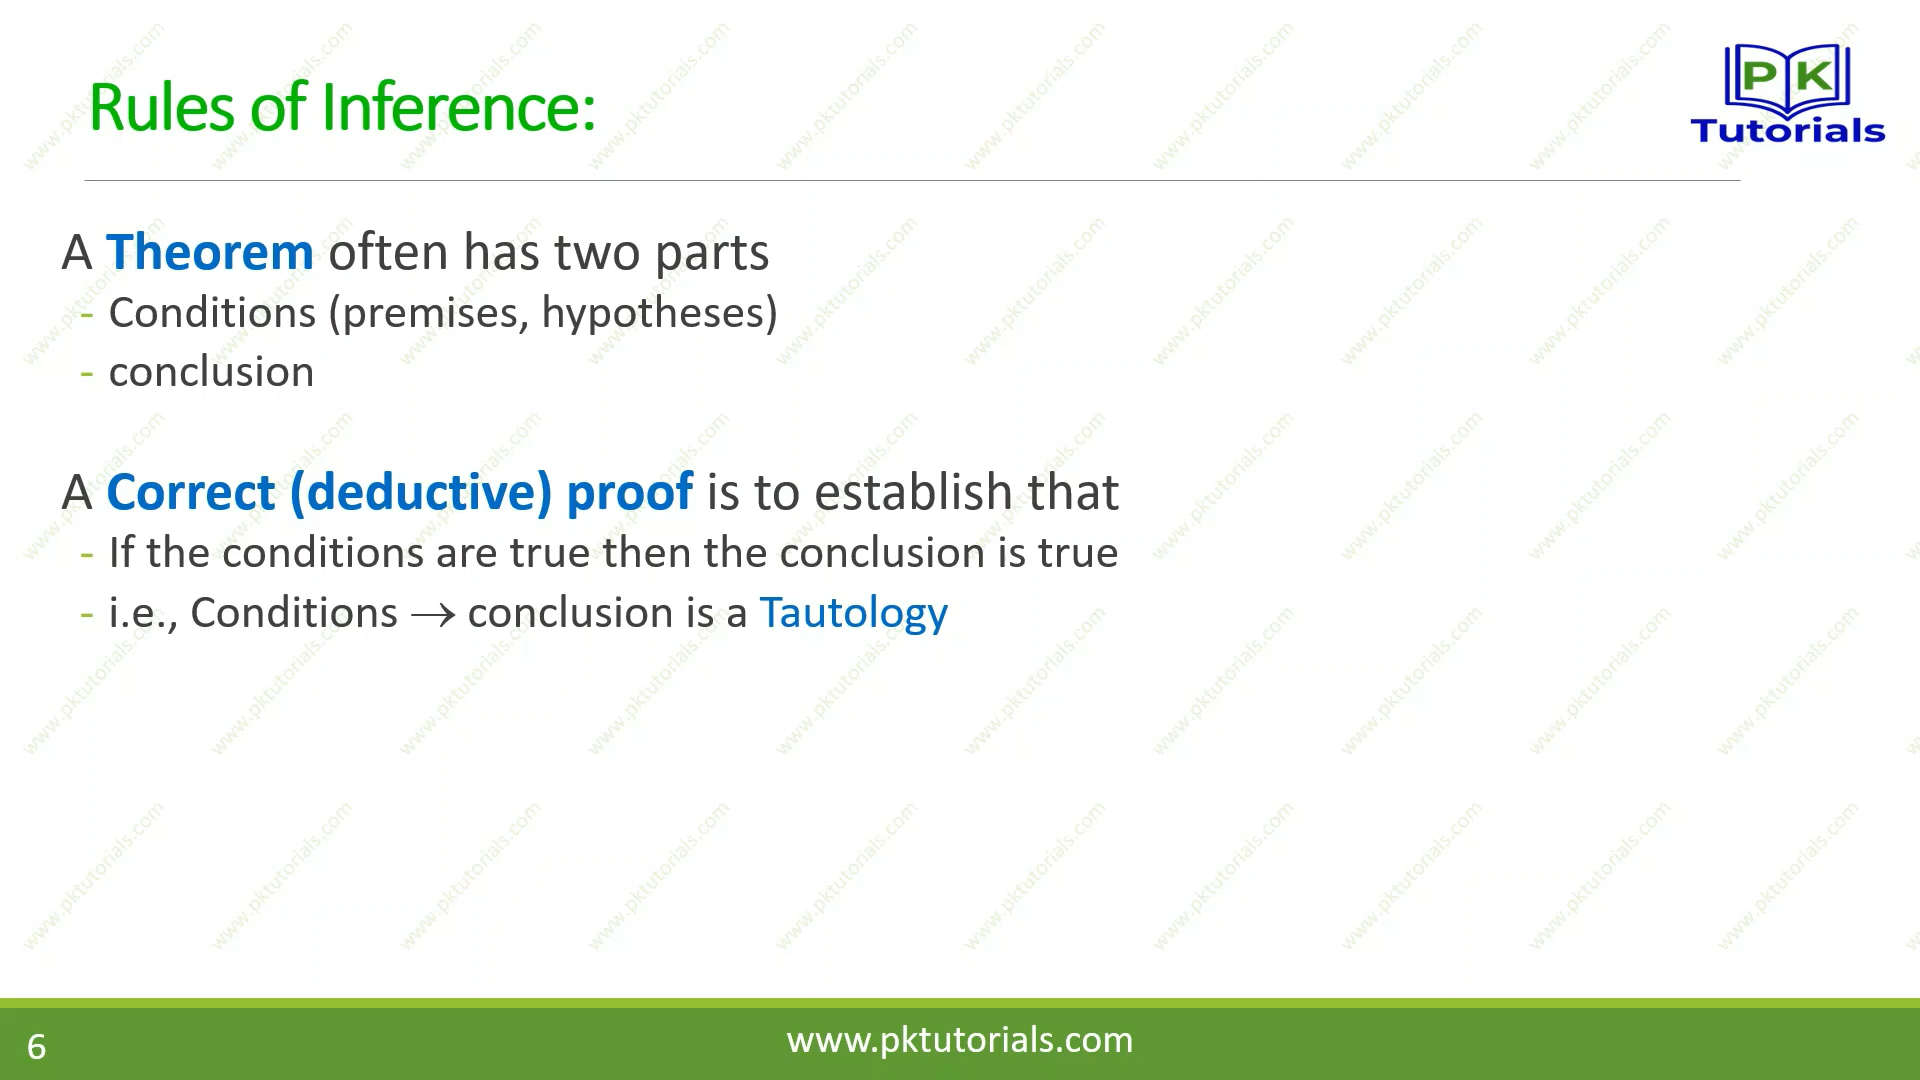 Rules of Inference:
PK
Tutorials
A Theorem often has two parts
- Conditions (premises, hypotheses)
- conclusion
A Correct (deductive) proof is to establish that
- If the conditions are true then the conclusion is true
- i.e., Conditions → conclusion is a Tautology
6
www.pktutorials.com